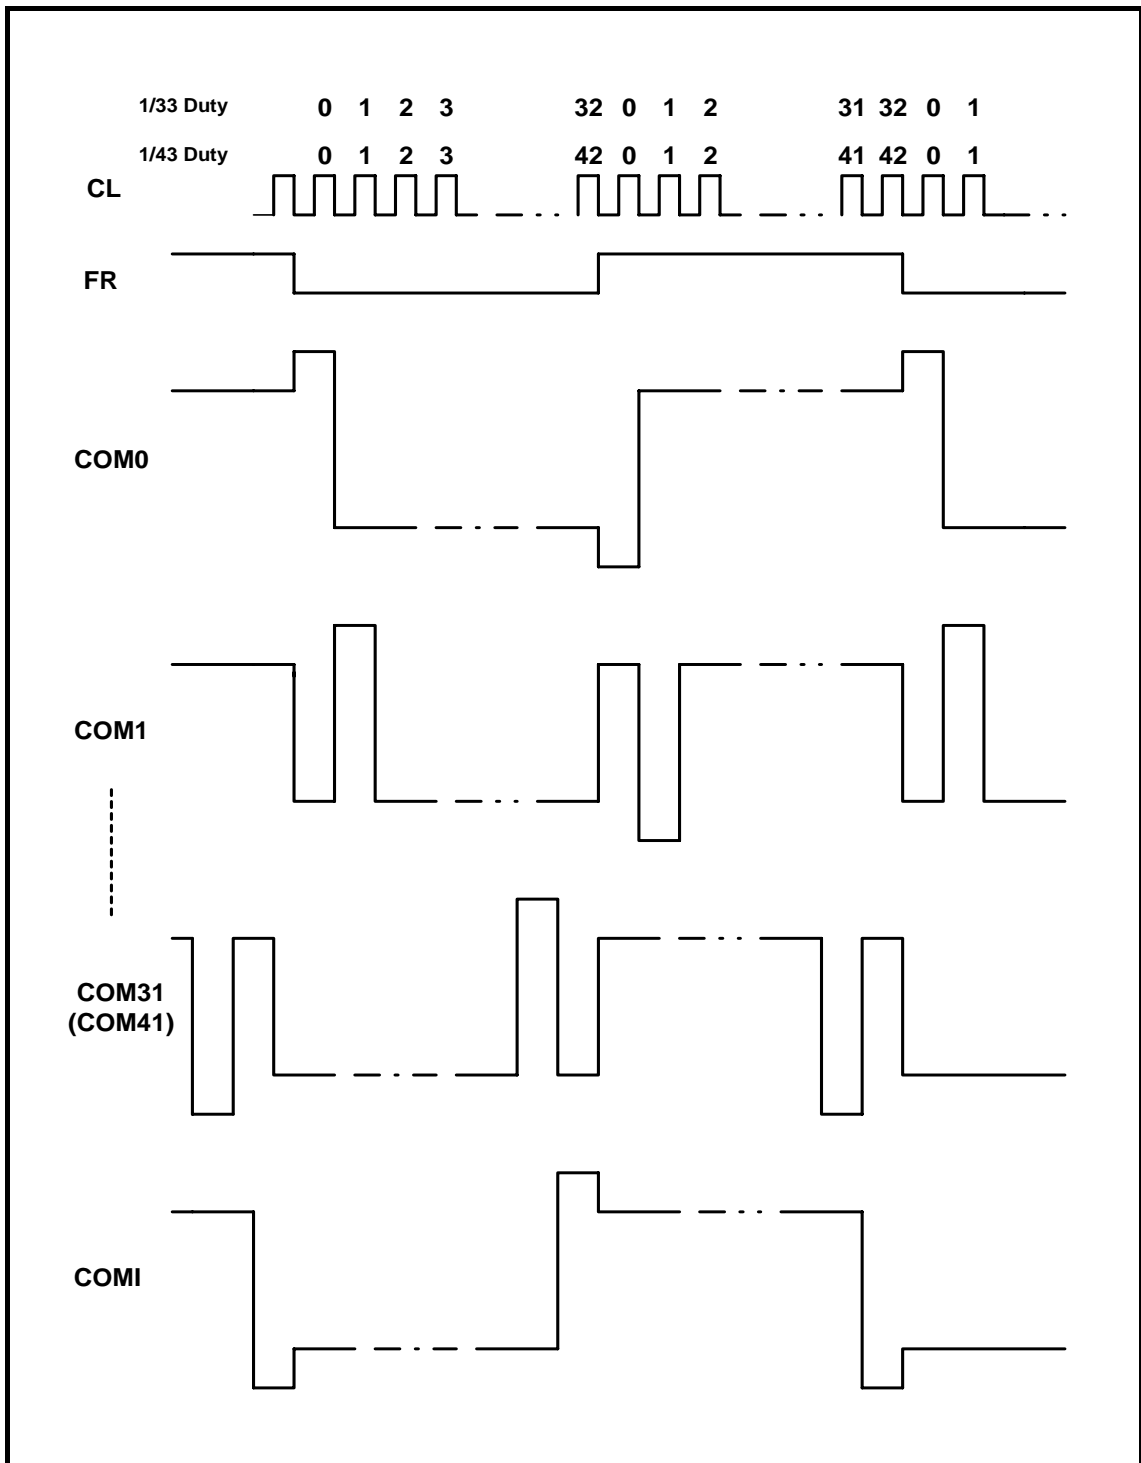 1/33 Duty 0 1 2 3 32 0 1 2 31 32 0 1
1/43 Duty 0 1 2 3 42 0 1 2 41 42 0 1
CL
FR
COM0
COM1
COM31
(COM41)
COMI